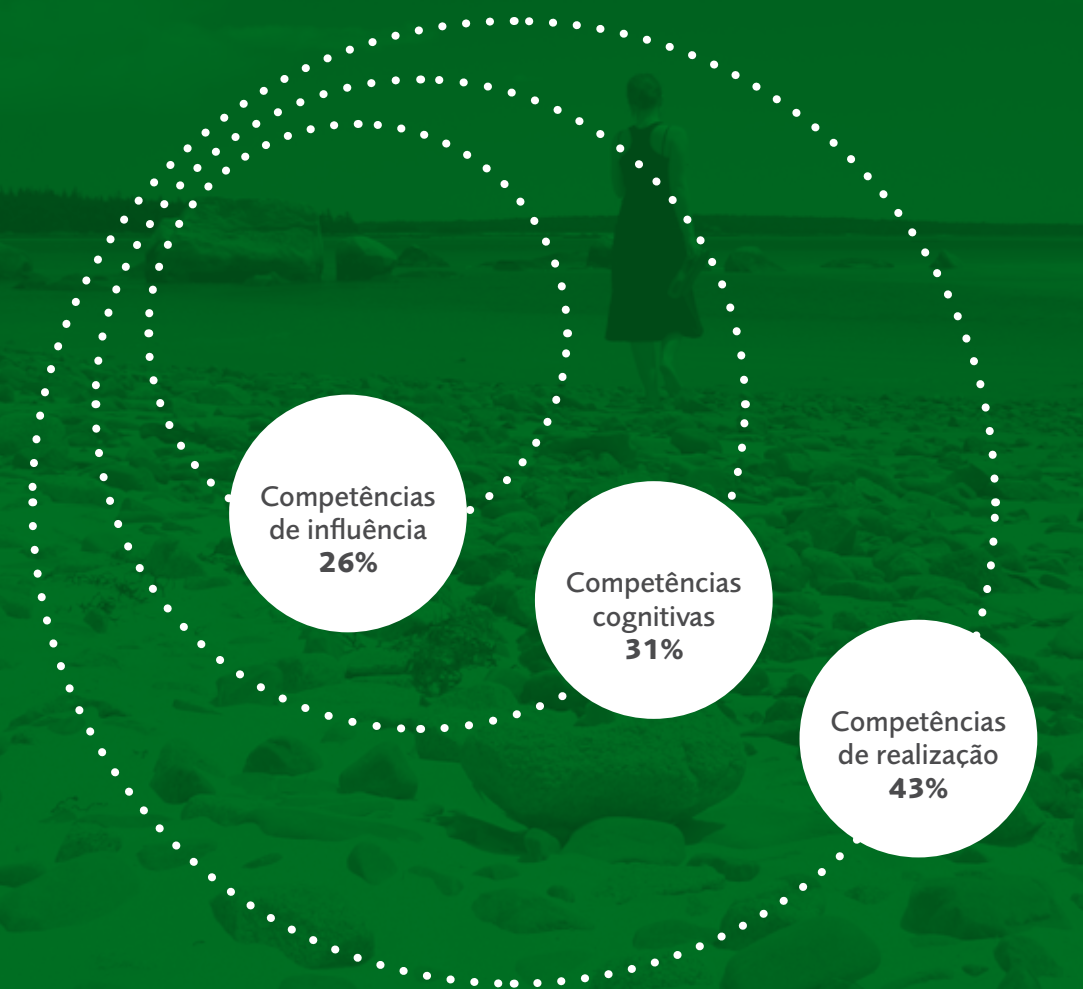 Competências
de influência
26%
Competências
cognitivas
31%
Competências
de realização
43%